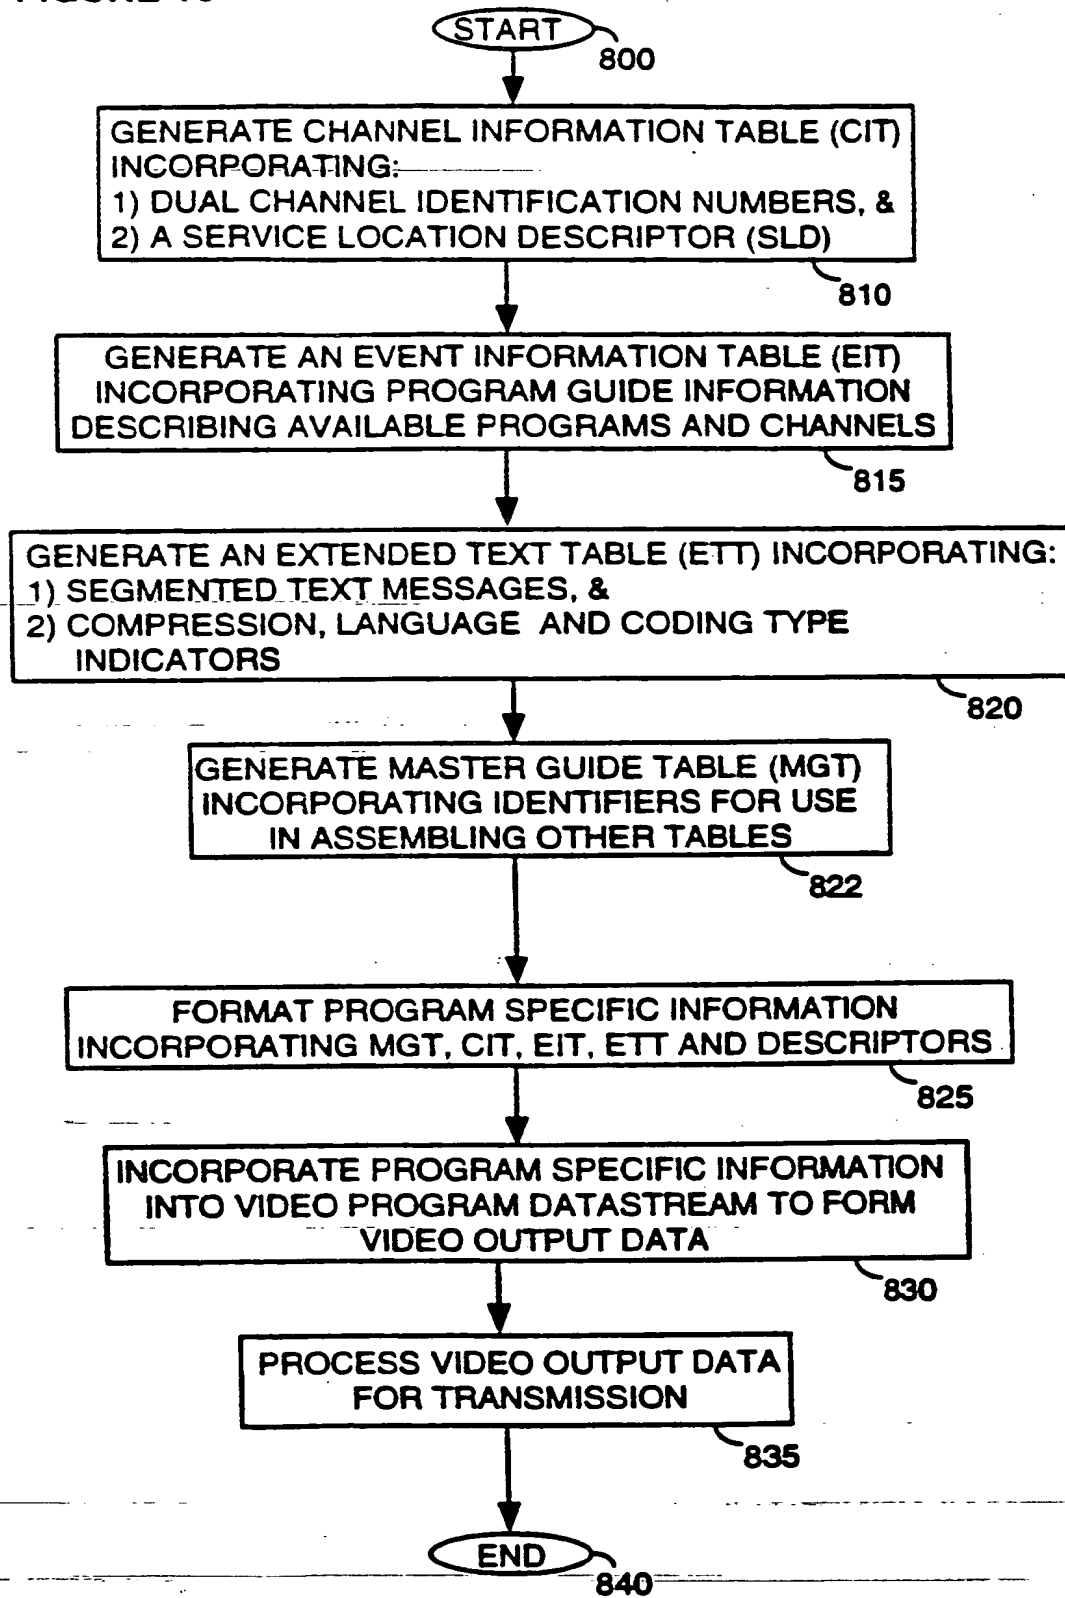 START
800
GENERATE CHANNEL INFORMATION TABLE (CIT)
INCORPORATING:
1) DUAL CHANNEL IDENTIFICATION NUMBERS, &
2) A SERVICE LOCATION DESCRIPTOR (SLD)
810
GENERATE AN EVENT INFORMATION TABLE (EIT)
INCORPORATING PROGRAM GUIDE INFORMATION
DESCRIBING AVAILABLE PROGRAMS AND CHANNELS
815
GENERATE AN EXTENDED TEXT TABLE (ETT) INCORPORATING:
1) SEGMENTED TEXT MESSAGES, &
2) COMPRESSION, LANGUAGE AND CODING TYPE
INDICATORS
820
GENERATE MASTER GUIDE TABLE (MGT)
INCORPORATING IDENTIFIERS FOR USE
IN ASSEMBLING OTHER TABLES
822
FORMAT PROGRAM SPECIFIC INFORMATION
INCORPORATING MGT, CIT, EIT, ETT AND DESCRIPTORS
825
INCORPORATE PROGRAM SPECIFIC INFORMATION
INTO VIDEO PROGRAM DATASTREAM TO FORM
VIDEO OUTPUT DATA
830
PROCESS VIDEO OUTPUT DATA
FOR TRANSMISSION
835
END
840